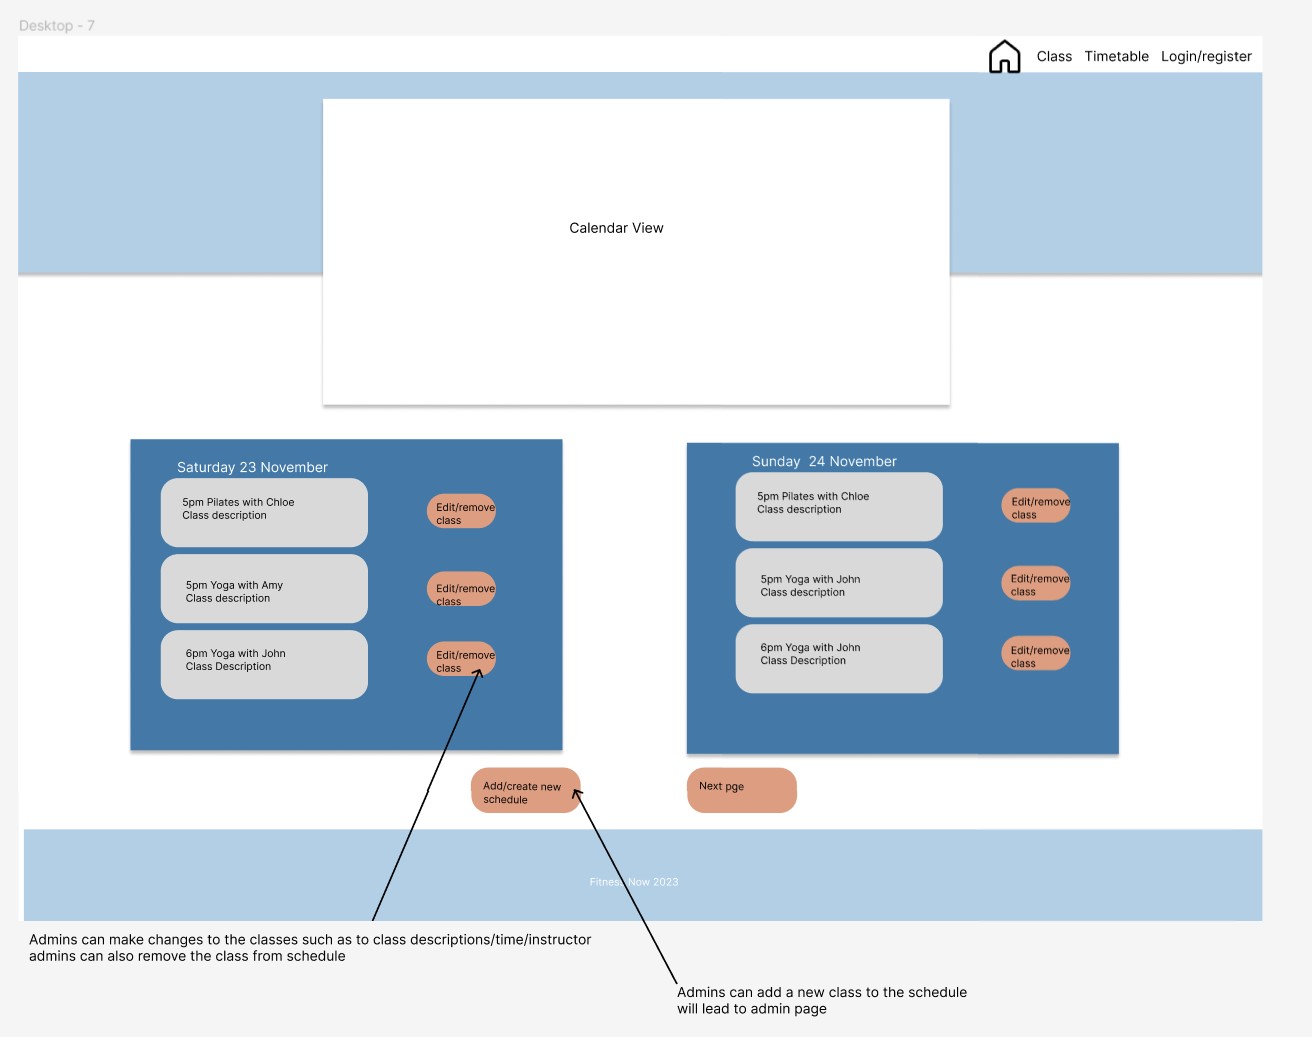 Desktop - 7
Class Timetable Login/register
Calendar View
Saturday 23 November
5pm Pilates with Chloe
Class description
Edit/remove
class
5pm Yoga with Amy
Class description
Edit/remove
class
6pm Yoga with John
Class Description
Edit/remove
class
Sunday  24 November
5pm Pilates with Chloe
Class description
Edit/remove
class
5pm Yoga with John
Class description
Edit/remove
class
6pm Yoga with John
Class Description
Edit/remove
class
Add/create new
schedule
Next pge
Fitness Now 2023
Admins can make changes to the classes such as to class descriptions/time/instructor
admins can also remove the class from schedule
Admins can add a new class to the schedule
will lead to admin page